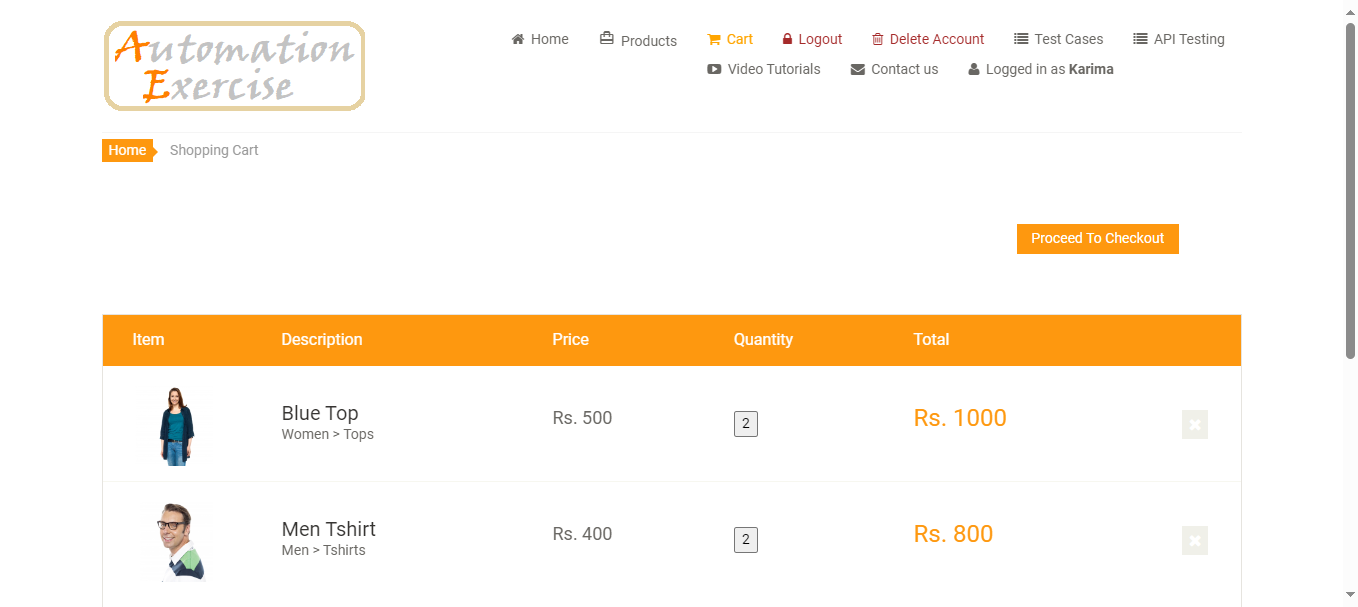 Automation
Exercise
Home Products Cart Logout Delete Account Test Cases API Testing
Video Tutorials Contact us Logged in as Karima
Home Shopping Cart
Proceed To Checkout
Item Description Price Quantity Total
Blue Top
Women > Tops
Rs. 500 2 Rs. 1000
Men Tshirt
Men > Tshirts
Rs. 400 2 Rs. 800